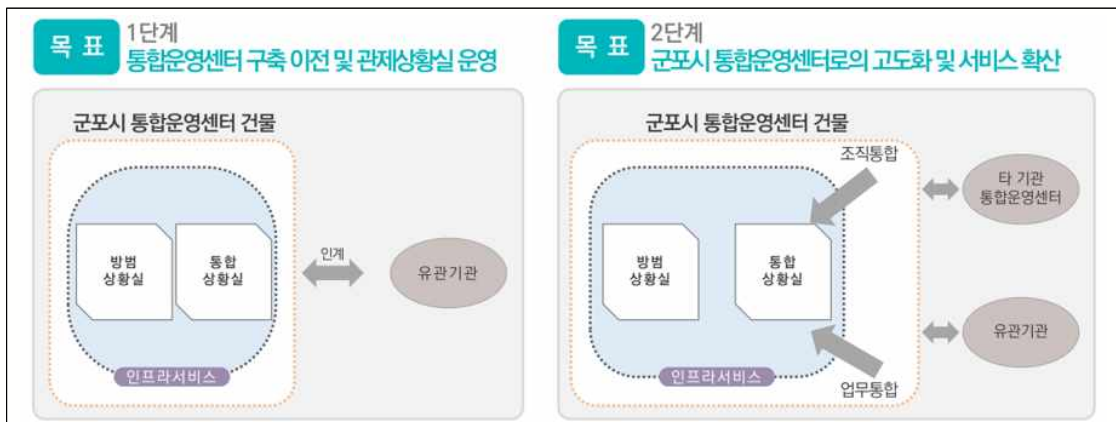 목 표
1단계
통합운영센터 구축 이전 및 관제상황실 운영
군포시 통합운영센터 건물
방범
상황실
통합
상황실
인계
유관기관
인프라서비스
목 표
2단계
군포시 통합운영센터로의 고도화 및 서비스 확산
군포시 통합운영센터 건물
조직통합
타 기관
통합운영센터
방범
상황실
통합
상황실
유관기관
인프라서비스
업무통합